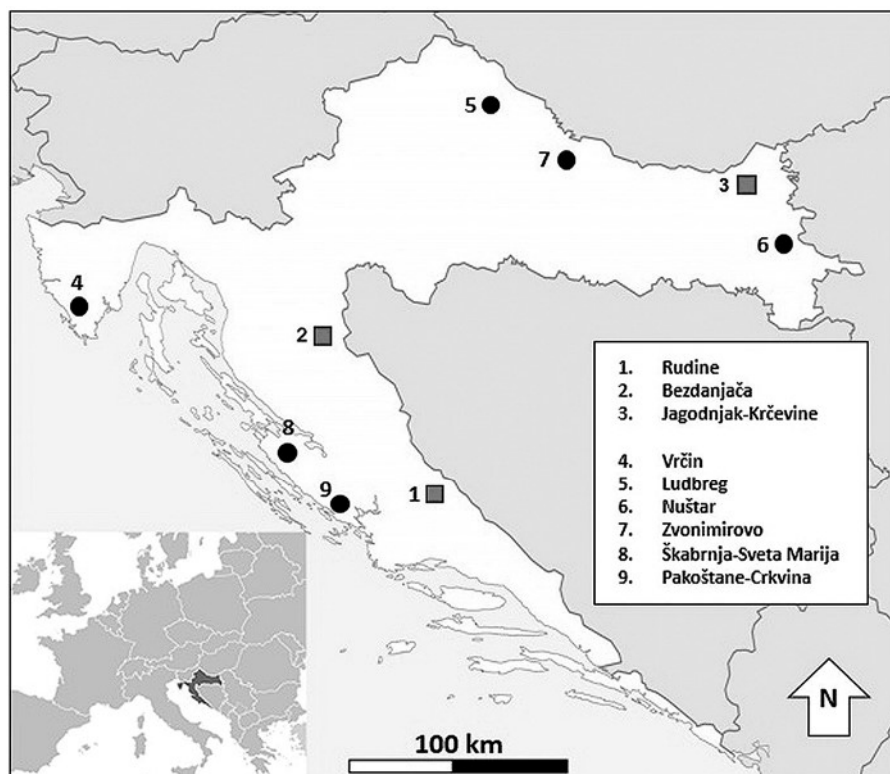 5
7
3
6
4
2
8
9
1
1. Rudine
2. Bezdanjača
3. Jagodnjak-Krčevine
4. Vrčin
5. Ludbreg
6. Nuštar
7. Zvonimirovo
8. Škabrnja-Sveta Marija
9. Pakoštane-Crkvina
N
100 km